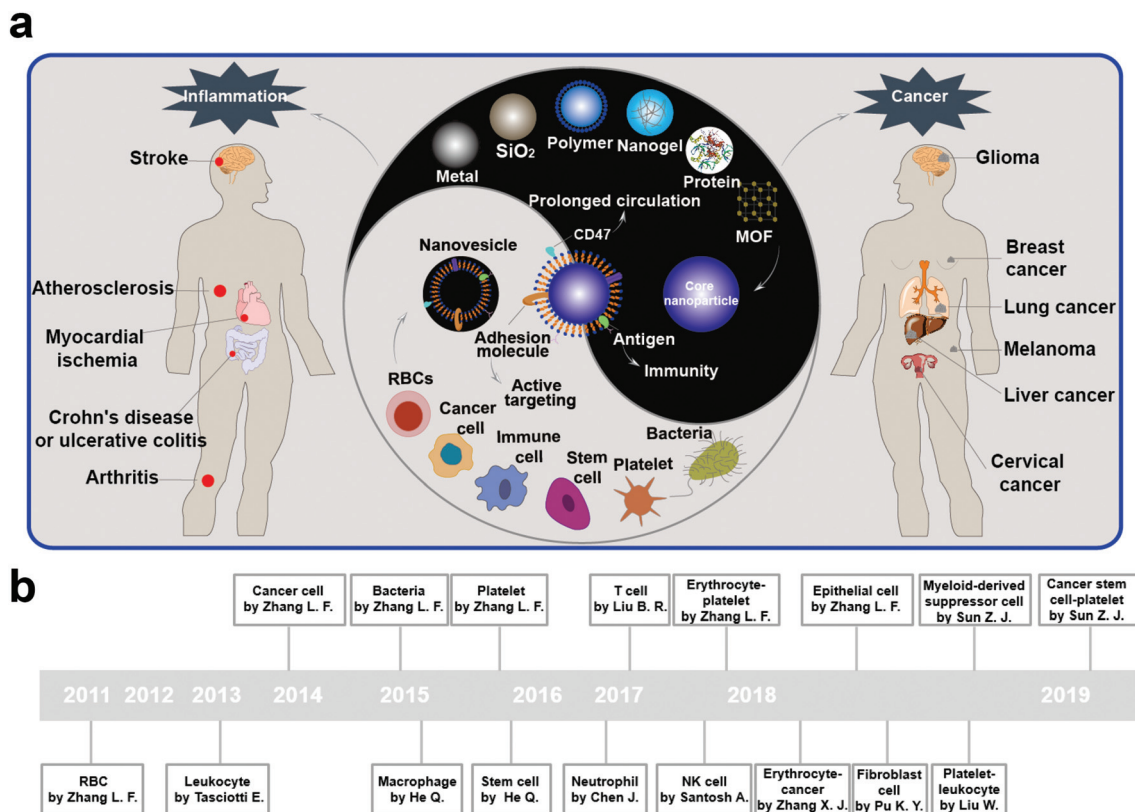 a
Inflammation
Cancer
Stroke
Atherosclerosis
Myocardial
ischemia
Crohn's disease
or ulcerative colitis
Arthritis
Metal
SiO₂
Polymer
Nanogel
Protein
MOF
Prolonged circulation
CD47
Nanovesicle
Core
nanoparticle
Adhesion
molecule
Antigen
Immunity
Active
targeting
RBCs
Cancer
cell
Immune
cell
Stem
cell
Platelet
Bacteria
Glioma
Breast
cancer
Lung cancer
Melanoma
Liver cancer
Cervical
cancer
b
Cancer cell
by Zhang L. F.
Bacteria
by Zhang L. F.
Platelet
by Zhang L. F.
T cell
by Liu B. R.
Erythrocyte-
platelet
by Zhang L. F.
Epithelial cell
by Zhang L. F.
Myeloid-derived
suppressor cell
by Sun Z. J.
Cancer stem
cell-platelet
by Sun Z. J.
2011 2012 2013 2014 2015 2016 2017 2018 2019
RBC
by Zhang L. F.
Leukocyte
by Tasciotti E.
Macrophage
by He Q.
Stem cell
by He Q.
Neutrophil
by Chen J.
NK cell
by Santosh A.
Erythrocyte-
cancer
by Zhang X. J.
Fibroblast
cell
by Pu K. Y.
Platelet-
leukocyte
by Liu W.